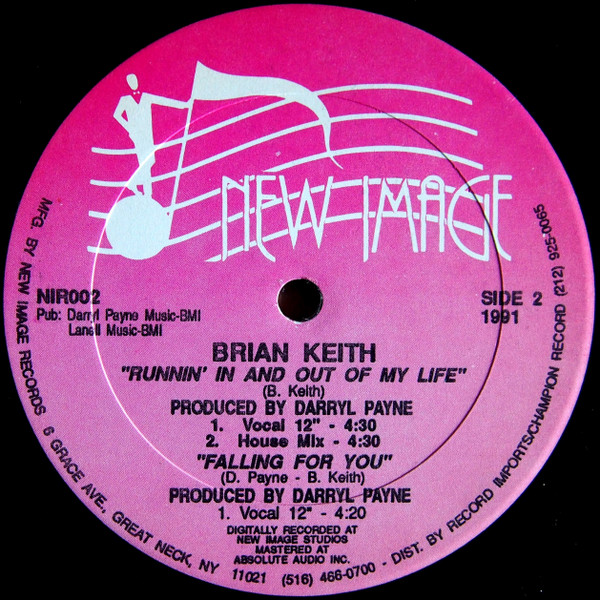 NEW IMAGE
NIR002
Pub: Darryl Payne Music-BMI
Lanell Music-BMI
SIDE 2
1991
BRIAN KEITH
"RUNNIN' IN AND OUT OF MY LIFE"
(B. Keith)
PRODUCED BY DARRYL PAYNE
1. Vocal 12" - 4:30
2. House Mix - 4:30
"FALLING FOR YOU"
(D. Payne - B. Keith)
PRODUCED BY DARRYL PAYNE
1. Vocal 12" - 4:20
DIGITALLY RECORDED AT
NEW IMAGE STUDIOS
MASTERED AT
ABSOLUTE AUDIO INC.
MFG. BY NEW IMAGE RECORDS 6 GRACE AVE., GREAT NECK, NY 11021 (516) 466-0700 - DIST. BY RECORD IMPORTS/CHAMPION RECORD (212) 925-0065